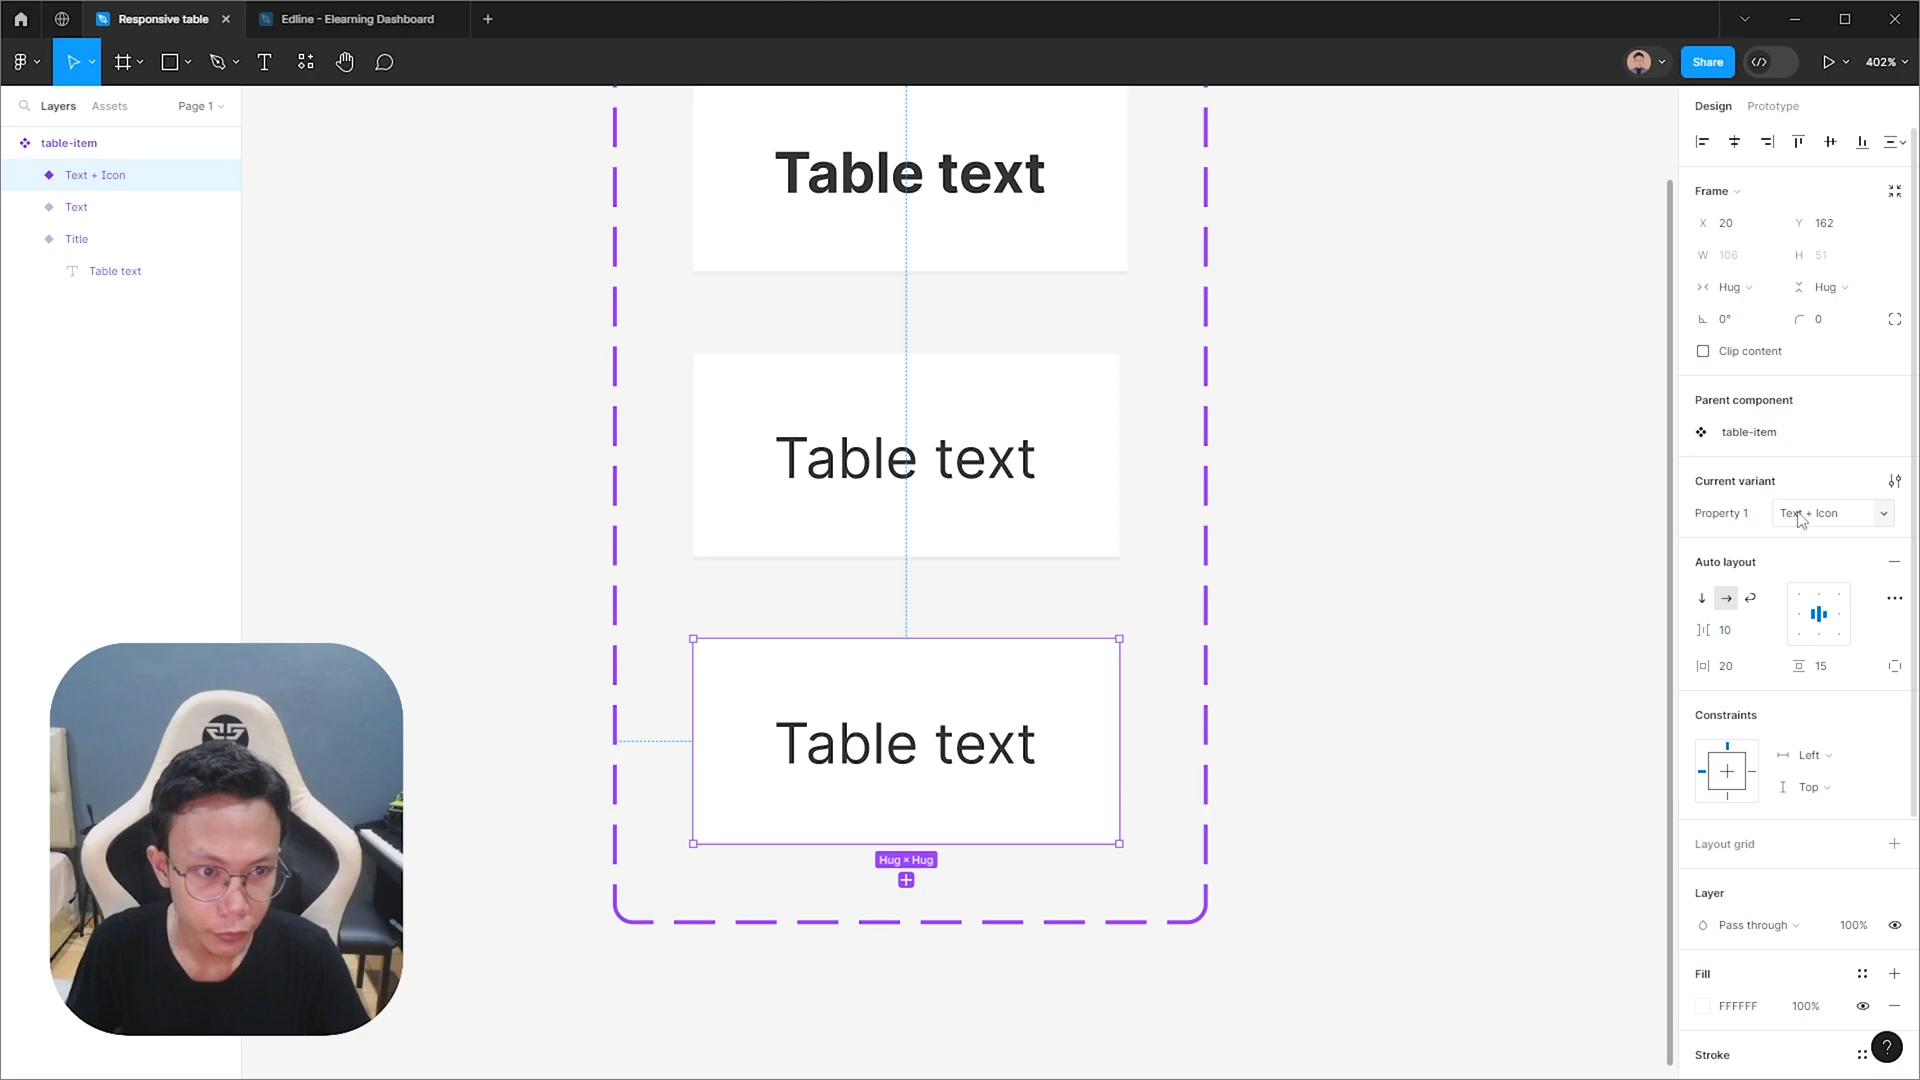 Responsive table
Edline - Elearning Dashboard
Share
402%
Layers
Assets
Page 1
table-item
Text + Icon
Text
Title
Table text
Table text
Table text
Table text
Hug × Hug
Design
Prototype
Frame
X 20
Y 162
W 106
H 51
Hug
Hug
0°
0
Clip content
Parent component
table-item
Current variant
Property 1
Text + Icon
Auto layout
10
20
15
Constraints
Left
Top
Layout grid
Layer
Pass through
100%
Fill
FFFFFF
100%
Stroke
?